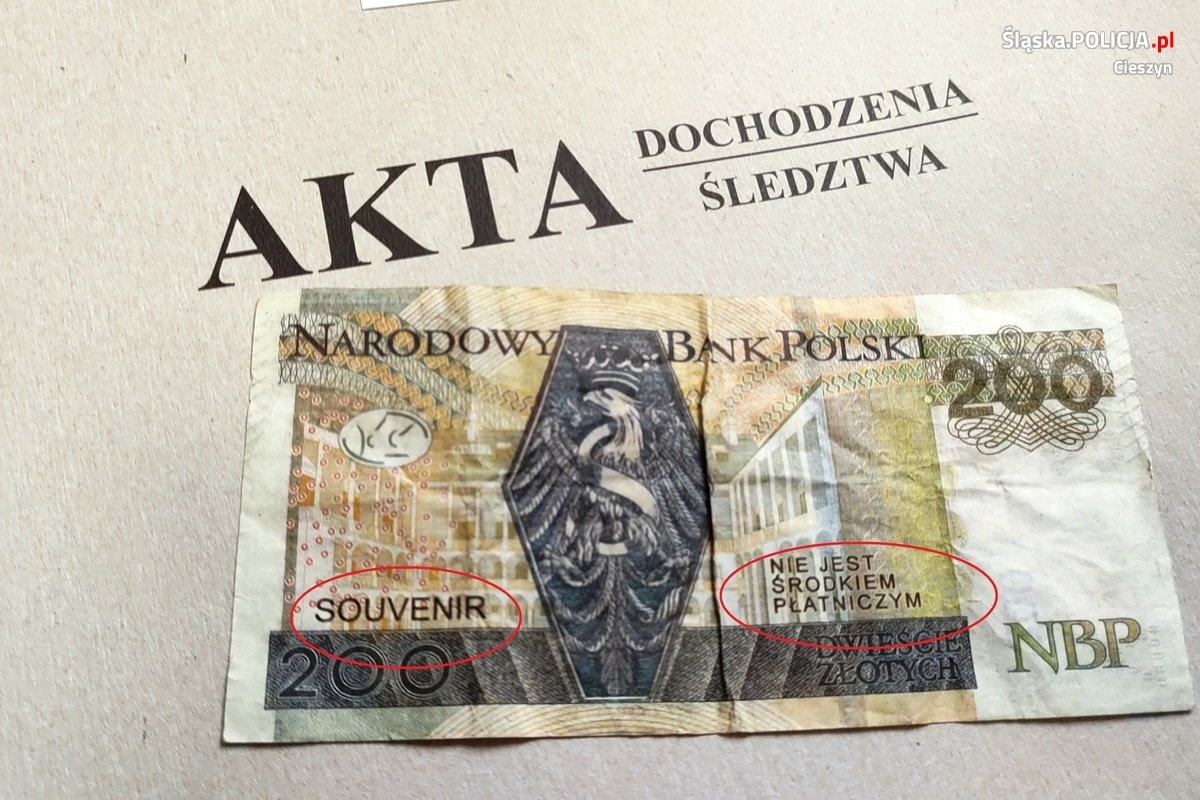 Śląska.POLICJA.pl
Cieszyn
AKTA DOCHODZENIA
ŚLEDZTWA
NARODOWY BANK POLSKI
200
SOUVENIR
NIE JEST
ŚRODKIEM
PŁATNICZYM
200
DWIEŚCIE
ZŁOTYCH
NBP